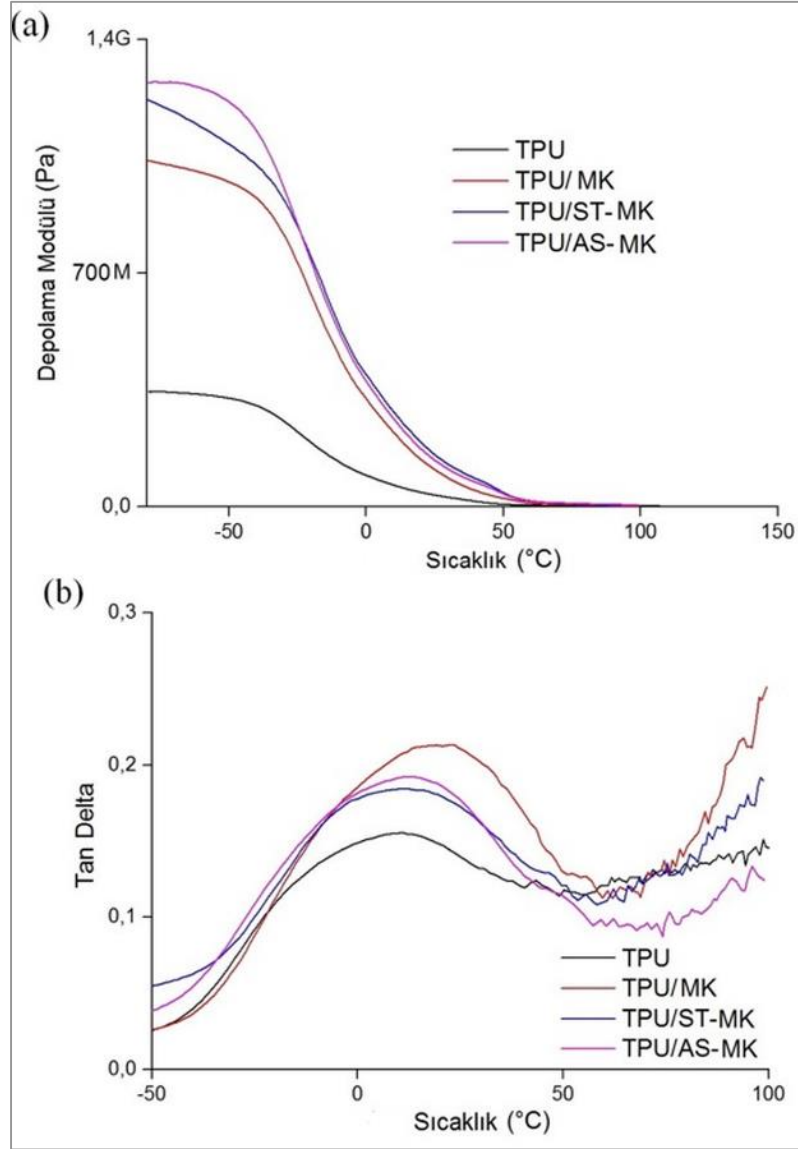 (a)
1,4G
700M
0,0
Depolama Modülü (Pa)
TPU
TPU/ MK
TPU/ST-MK
TPU/AS-MK
-50 0 50 100 150
Sıcaklık (°C)
(b)
0,3
0,2
0,1
0,0
Tan Delta
TPU
TPU/MK
TPU/ST-MK
TPU/AS-MK
-50 0 50 100
Sıcaklık (°C)